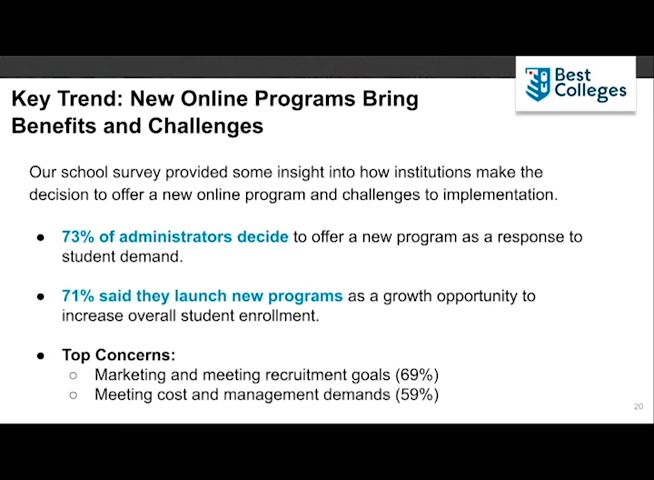 Best
Colleges
Key Trend: New Online Programs Bring
Benefits and Challenges
Our school survey provided some insight into how institutions make the
decision to offer a new online program and challenges to implementation.
● 73% of administrators decide to offer a new program as a response to
student demand.
● 71% said they launch new programs as a growth opportunity to
increase overall student enrollment.
● Top Concerns:
○ Marketing and meeting recruitment goals (69%)
○ Meeting cost and management demands (59%)
20